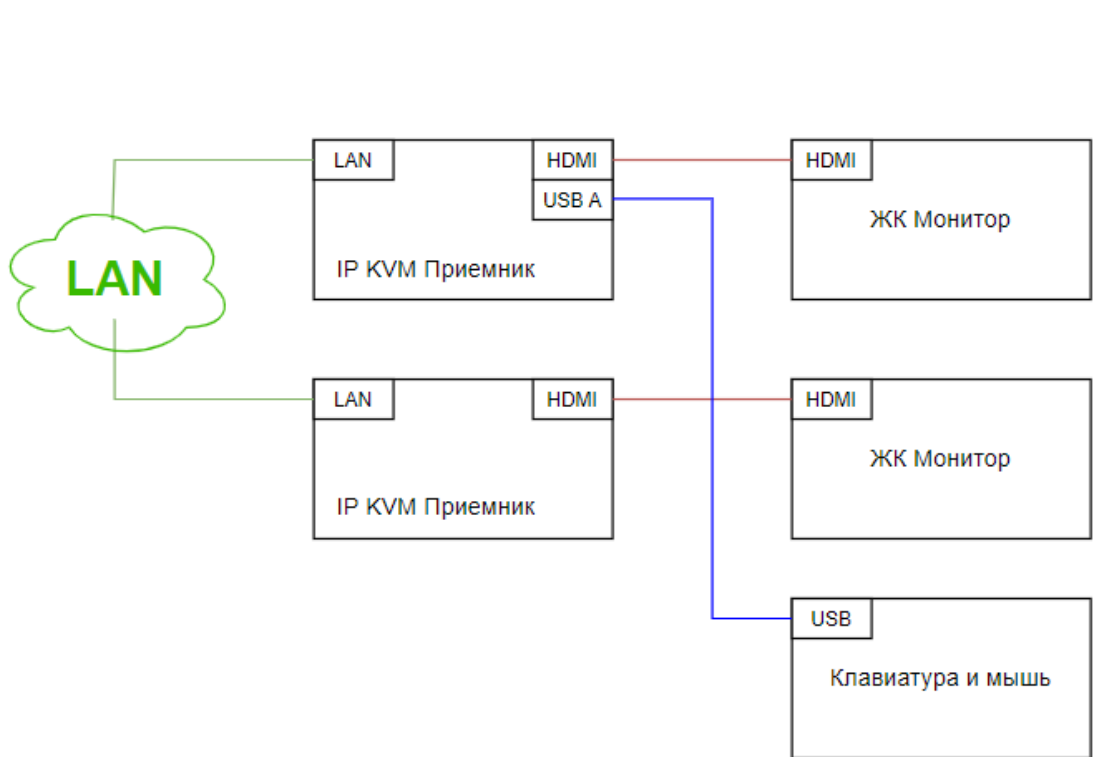 LAN
LAN
HDMI
USB A
IP KVM Приемник
HDMI
ЖК Монитор
LAN
HDMI
IP KVM Приемник
HDMI
ЖК Монитор
USB
Клавиатура и мышь